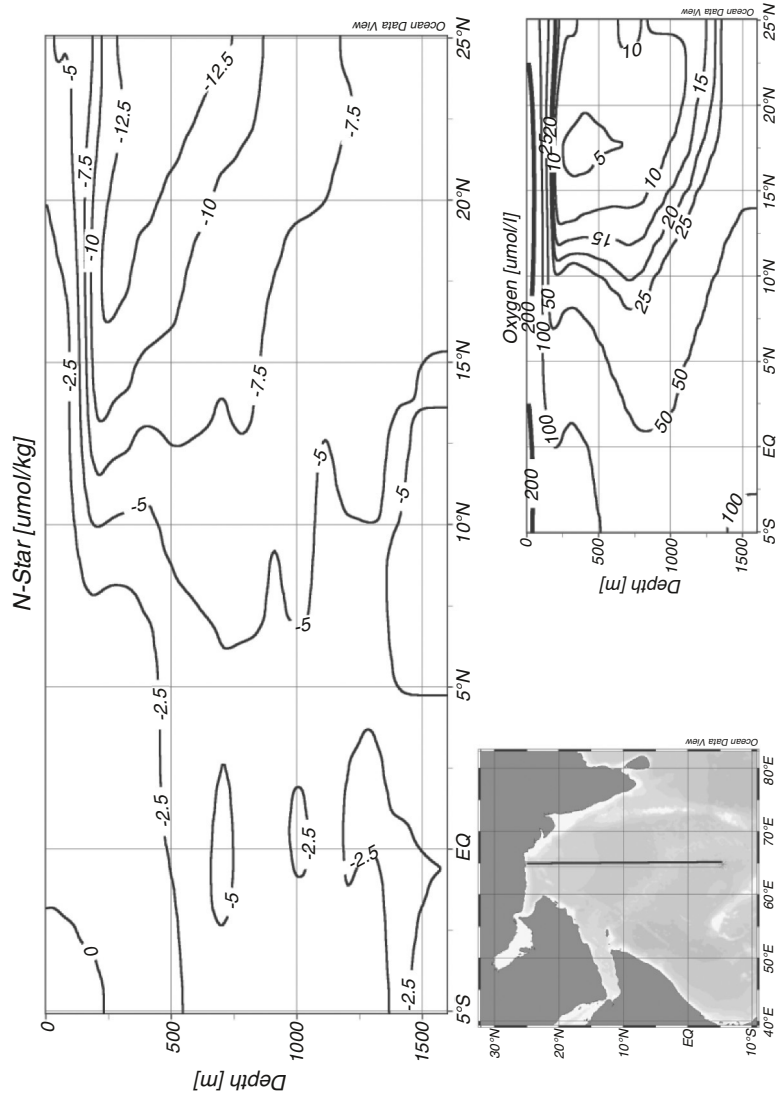 N-Star [umol/kg]
0
500
1000
1500
Depth [m]
0
-2.5
-5
-7.5
-10
-12.5
-12.5
-10
-7.5
-7.5
-5
-2.5
-2.5
-5
-5
-5
-5
-2.5
-2.5
-2.5
5°S
EQ
5°N
10°N
15°N
20°N
25°N
Ocean Data View
30°N
20°N
10°N
EQ
10°S
40°E
50°E
60°E
70°E
80°E
Ocean Data View
Oxygen [umol/l]
0
500
1000
1500
Depth [m]
200
200
100
100
50
10
25
20
10
5
10
15
15
20
25
25
50
50
100
5°S
EQ
5°N
10°N
15°N
20°N
25°N
Ocean Data View